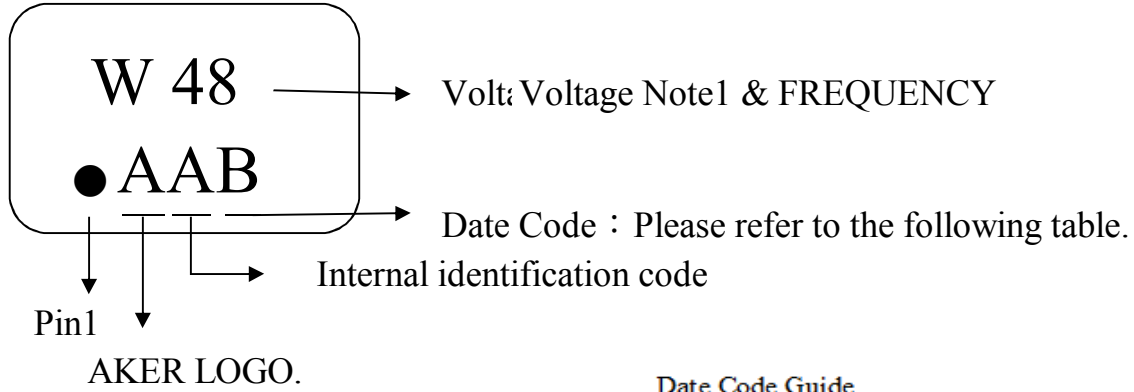 W 48
Volta Voltage Note1 & FREQUENCY
●AAB
Date Code：Please refer to the following table.
Internal identification code
Pin1
AKER LOGO.
Date Code Guide